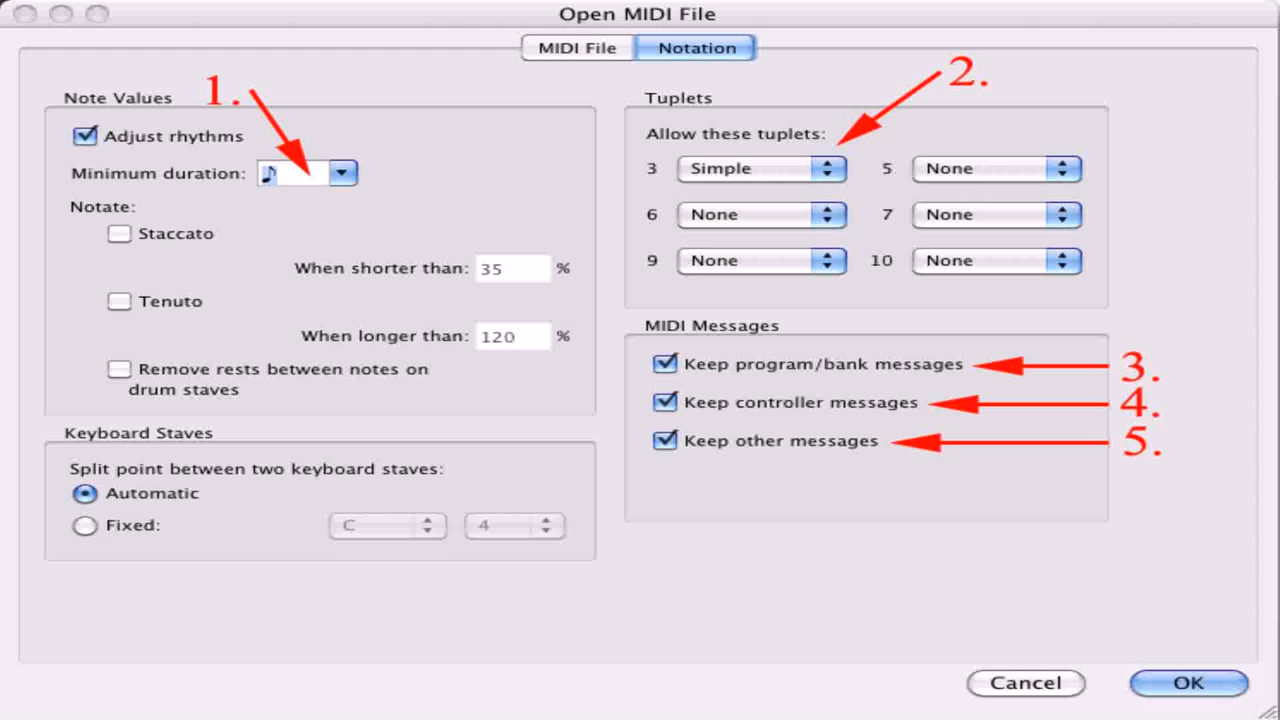 Open MIDI File
MIDI File Notation
Note Values 1.
Adjust rhythms
Minimum duration: ♪
Notate:
Staccato
When shorter than: 35 %
Tenuto
When longer than: 120 %
Remove rests between notes on
drum staves
Keyboard Staves
Split point between two keyboard staves:
Automatic
Fixed: C 4
Tuplets 2.
Allow these tuplets:
3 Simple 5 None
6 None 7 None
9 None 10 None
MIDI Messages
Keep program/bank messages 3.
Keep controller messages 4.
Keep other messages 5.
Cancel OK